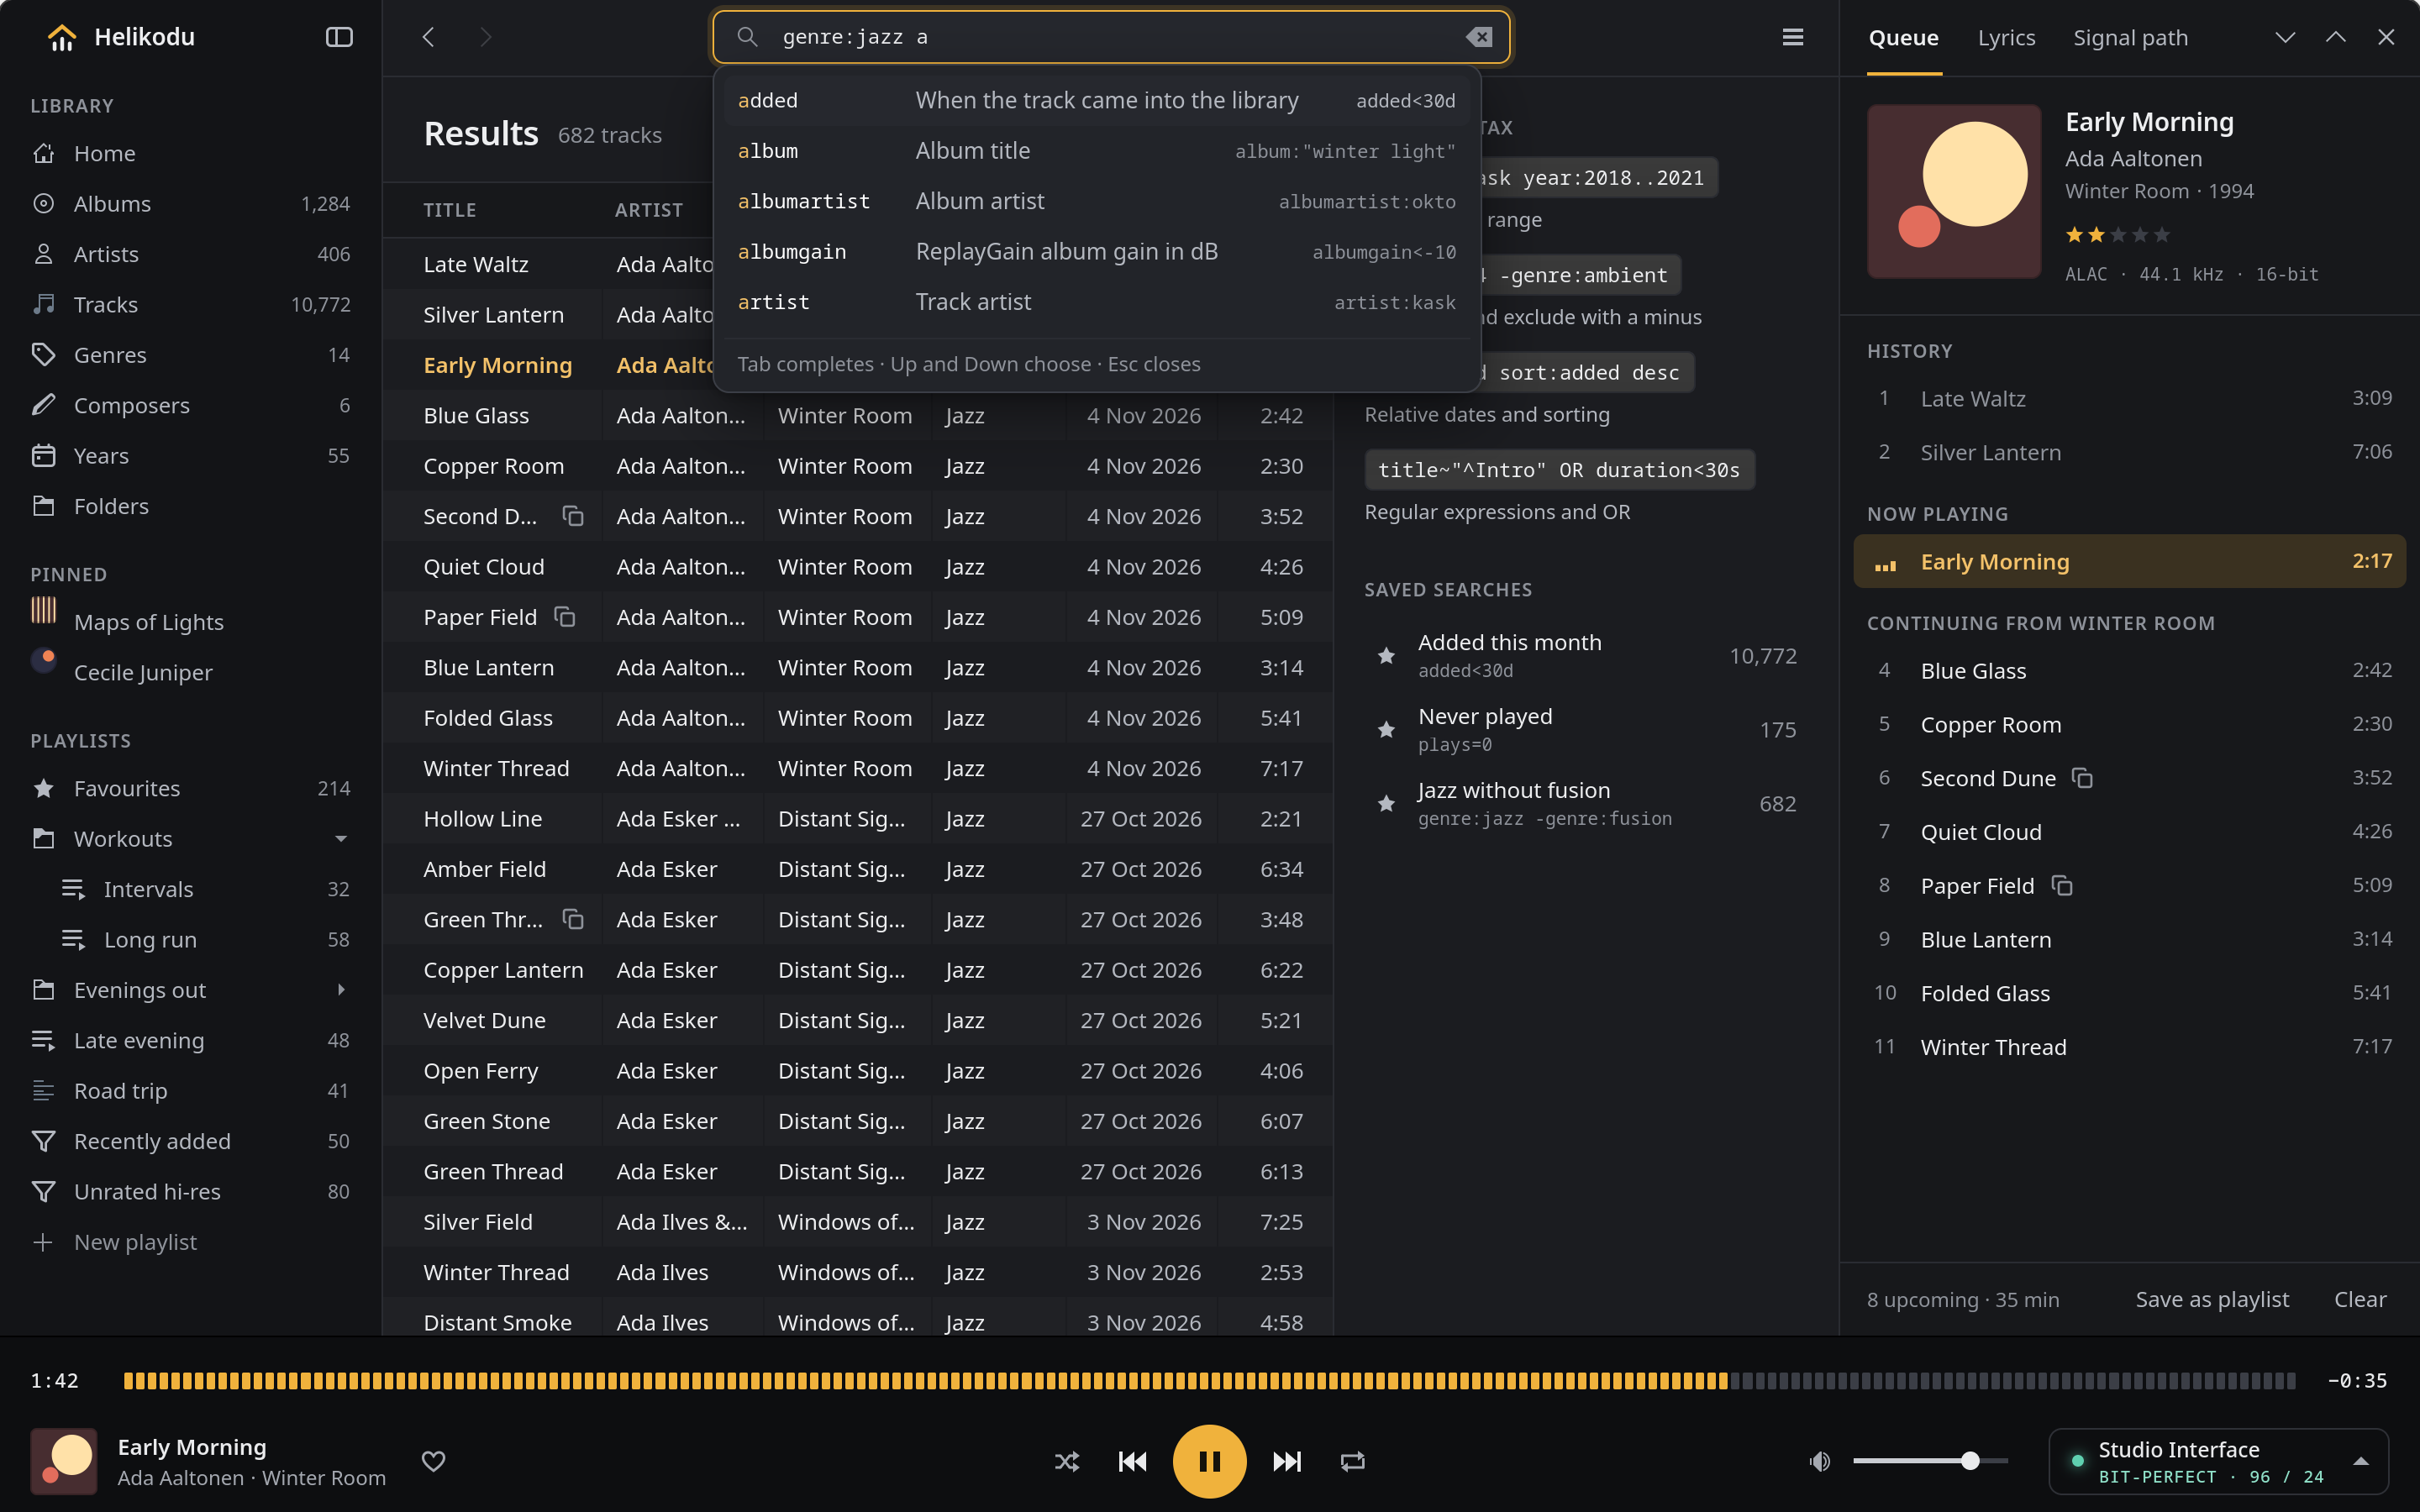 Helikodu
LIBRARY
Home
Albums 1,284
Artists 406
Tracks 10,772
Genres 14
Composers 6
Years 55
Folders
PINNED
Maps of Lights
Cecile Juniper
PLAYLISTS
Favourites 214
Workouts
Intervals 32
Long run 58
Evenings out
Late evening 48
Road trip 41
Recently added 50
Unrated hi-res 80
New playlist
genre:jazz a
added When the track came into the library added<30d
album Album title album:"winter light"
albumartist Album artist albumartist:okto
albumgain ReplayGain album gain in dB albumgain<-10
artist Track artist artist:kask
Tab completes · Up and Down choose · Esc closes
Results 682 tracks
TITLE ARTIST
Late Waltz Ada Aalto
Silver Lantern Ada Aalto
Early Morning Ada Aalto
Blue Glass Ada Aalton... Winter Room Jazz 4 Nov 2026 2:42
Copper Room Ada Aalton... Winter Room Jazz 4 Nov 2026 2:30
Second D... Ada Aalton... Winter Room Jazz 4 Nov 2026 3:52
Quiet Cloud Ada Aalton... Winter Room Jazz 4 Nov 2026 4:26
Paper Field Ada Aalton... Winter Room Jazz 4 Nov 2026 5:09
Blue Lantern Ada Aalton... Winter Room Jazz 4 Nov 2026 3:14
Folded Glass Ada Aalton... Winter Room Jazz 4 Nov 2026 5:41
Winter Thread Ada Aalton... Winter Room Jazz 4 Nov 2026 7:17
Hollow Line Ada Esker ... Distant Sig... Jazz 27 Oct 2026 2:21
Amber Field Ada Esker Distant Sig... Jazz 27 Oct 2026 6:34
Green Thr... Ada Esker Distant Sig... Jazz 27 Oct 2026 3:48
Copper Lantern Ada Esker Distant Sig... Jazz 27 Oct 2026 6:22
Velvet Dune Ada Esker Distant Sig... Jazz 27 Oct 2026 5:21
Open Ferry Ada Esker Distant Sig... Jazz 27 Oct 2026 4:06
Green Stone Ada Esker Distant Sig... Jazz 27 Oct 2026 6:07
Green Thread Ada Esker Distant Sig... Jazz 27 Oct 2026 6:13
Silver Field Ada Ilves &... Windows of... Jazz 3 Nov 2026 7:25
Winter Thread Ada Ilves Windows of... Jazz 3 Nov 2026 2:53
Distant Smoke Ada Ilves Windows of... Jazz 3 Nov 2026 4:58
TAX
ask year:2018..2021
range
-genre:ambient
nd exclude with a minus
d sort:added desc
Relative dates and sorting
title~"^Intro" OR duration<30s
Regular expressions and OR
SAVED SEARCHES
Added this month 10,772
added<30d
Never played 175
plays=0
Jazz without fusion 682
genre:jazz -genre:fusion
Queue Lyrics Signal path
Early Morning
Ada Aaltonen
Winter Room · 1994
ALAC · 44.1 kHz · 16-bit
HISTORY
1 Late Waltz 3:09
2 Silver Lantern 7:06
NOW PLAYING
Early Morning 2:17
CONTINUING FROM WINTER ROOM
4 Blue Glass 2:42
5 Copper Room 2:30
6 Second Dune 3:52
7 Quiet Cloud 4:26
8 Paper Field 5:09
9 Blue Lantern 3:14
10 Folded Glass 5:41
11 Winter Thread 7:17
8 upcoming · 35 min Save as playlist Clear
1:42 −0:35
Early Morning
Ada Aaltonen · Winter Room
Studio Interface
BIT-PERFECT · 96 / 24